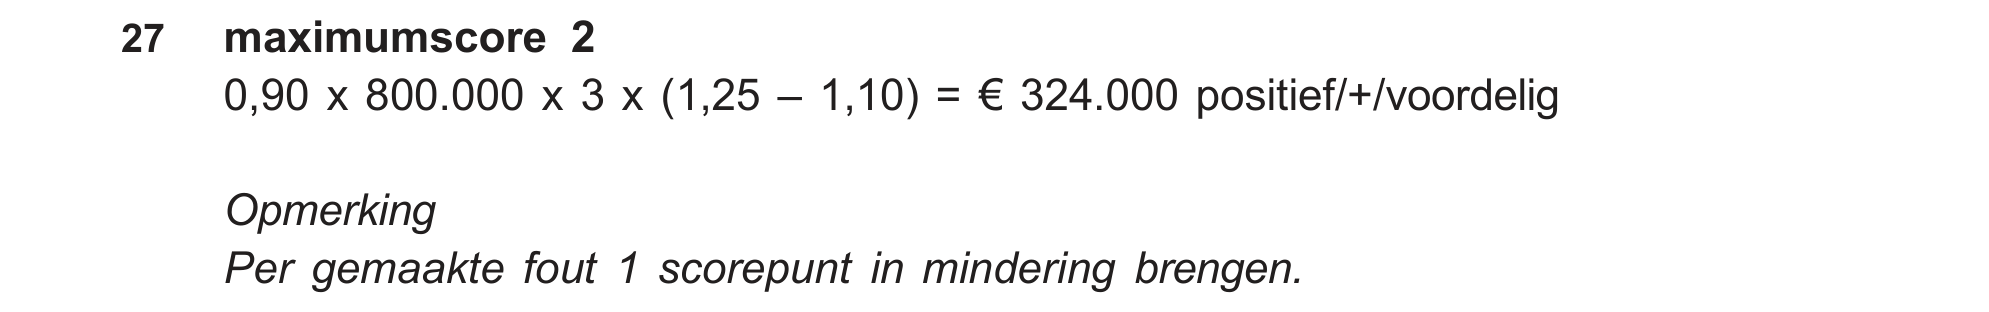 27 maximumscore 2
0,90 x 800.000 x 3 x (1,25 – 1,10) = € 324.000 positief/+/voordelig
Opmerking
Per gemaakte fout 1 scorepunt in mindering brengen.